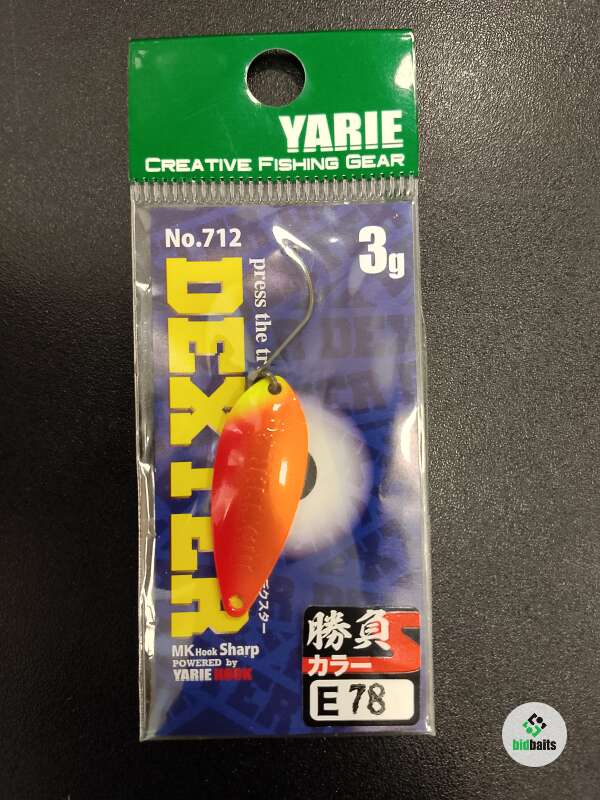 YARIE
CREATIVE FISHING GEAR
No.712
3g
DEXTER
press the tr
デクスター
MK Hook Sharp
POWERED by
YARIE HOOK
勝負S
カラー
E 78
bidbaits